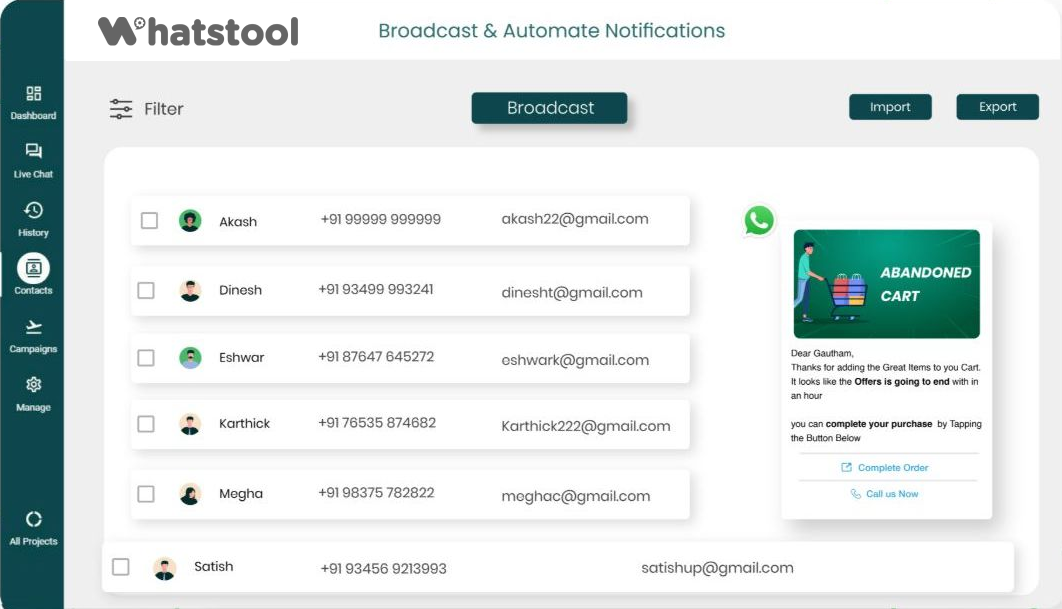 Whatstool
Broadcast & Automate Notifications
Dashboard
Live Chat
History
Contacts
Campaigns
Manage
All Projects
Filter
Broadcast
Import
Export
Akash +91 99999 999999 akash22@gmail.com
Dinesh +91 93499 993241 dinesht@gmail.com
Eshwar +91 87647 645272 eshwark@gmail.com
Karthick +91 76535 874682 Karthick222@gmail.com
Megha +91 98375 782822 meghac@gmail.com
Satish +91 93456 9213993 satishup@gmail.com
ABANDONED
CART
Dear Gautham,
Thanks for adding the Great Items to you Cart.
It looks like the Offers is going to end with in
an hour
you can complete your purchase by Tapping
the Button Below
Complete Order
Call us Now